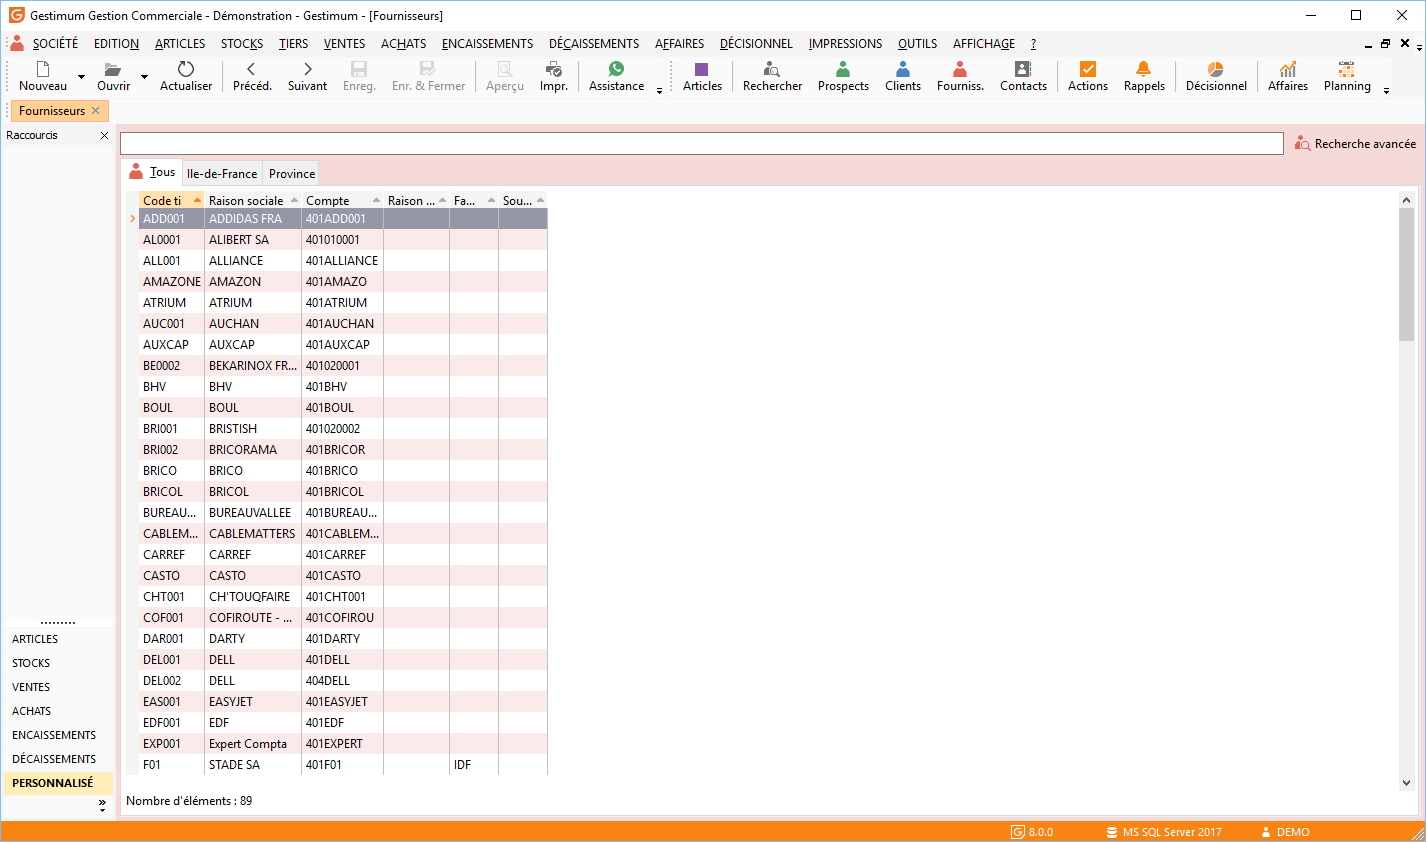 Gestimum Gestion Commerciale - Démonstration - Gestimum - [Fournisseurs]
SOCIÉTÉ EDITION ARTICLES STOCKS TIERS VENTES ACHATS ENCAISSEMENTS DÉCAISSEMENTS AFFAIRES DÉCISIONNEL IMPRESSIONS OUTILS AFFICHAGE ?
Nouveau Ouvrir Actualiser Précéd. Suivant Enreg. Enr. & Fermer Aperçu Impr. Assistance Articles Rechercher Prospects Clients Fourniss. Contacts Actions Rappels Décisionnel Affaires Planning
Fournisseurs
Raccourcis
Recherche avancée
Tous Ile-de-France Province
Code ti Raison sociale Compte Raison ... Fa... Sou...
ADD001 ADDIDAS FRA 401ADD001
AL0001 ALIBERT SA 401010001
ALL001 ALLIANCE 401ALLIANCE
AMAZONE AMAZON 401AMAZO
ATRIUM ATRIUM 401ATRIUM
AUC001 AUCHAN 401AUCHAN
AUXCAP AUXCAP 401AUXCAP
BE0002 BEKARINOX FR... 401020001
BHV BHV 401BHV
BOUL BOUL 401BOUL
BRI001 BRISTISH 401020002
BRI002 BRICORAMA 401BRICOR
BRICO BRICO 401BRICO
BRICOL BRICOL 401BRICOL
BUREAU... BUREAUVALLEE 401BUREAU...
CABLEM... CABLEMATTERS 401CABLEM...
CARREF CARREF 401CARREF
CASTO CASTO 401CASTO
CHT001 CH'TOUQFAIRE 401CHT001
COF001 COFIROUTE - ... 401COFIROU
DAR001 DARTY 401DARTY
DEL001 DELL 401DELL
DEL002 DELL 404DELL
EAS001 EASYJET 401EASYJET
EDF001 EDF 401EDF
EXP001 Expert Compta 401EXPERT
F01 STADE SA 401F01 IDF
Nombre d'éléments : 89
ARTICLES
STOCKS
VENTES
ACHATS
ENCAISSEMENTS
DÉCAISSEMENTS
PERSONNALISÉ
8.0.0 MS SQL Server 2017 DEMO